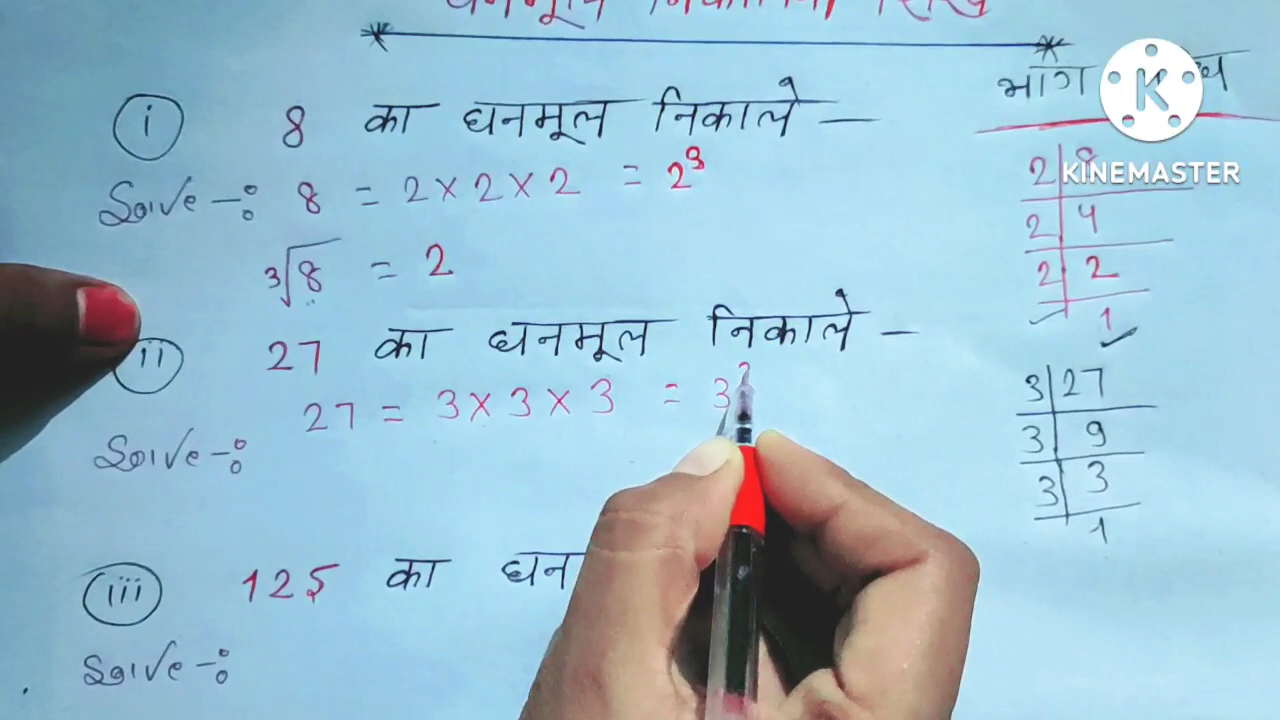 घनमूल निकालना सिखे
भाग
(i) 8 का घनमूल निकाले —
Solve -: 8 = 2 × 2 × 2 = 2³
∛8 = 2
2 | 8
2 | 4
2 | 2
1
KINEMASTER
(ii) 27 का घनमूल निकाले —
27 = 3 × 3 × 3 = 3
Solve -:
3 | 27
3 | 9
3 | 3
1
(iii) 125 का घन
Solve -: